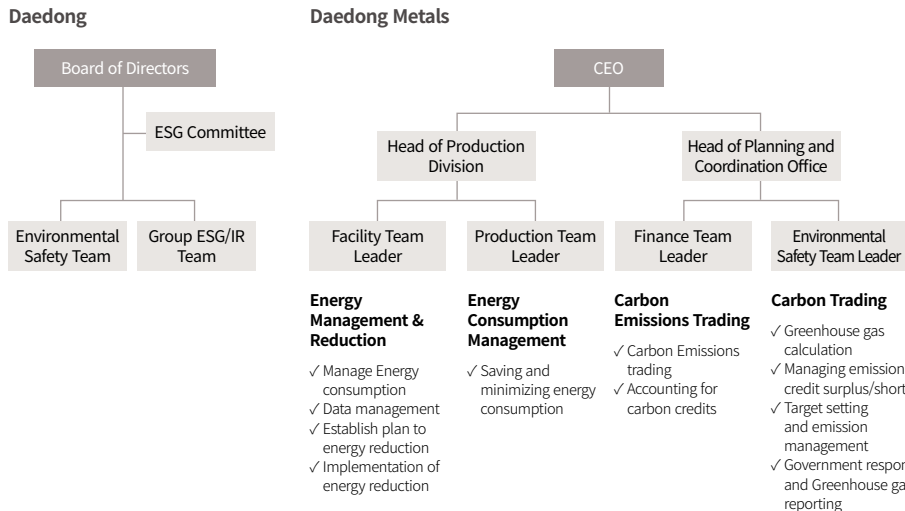 Daedong
Board of Directors
ESG Committee
Environmental
Safety Team
Group ESG/IR
Team
Daedong Metals
CEO
Head of Production
Division
Head of Planning and
Coordination Office
Facility Team
Leader
Production Team
Leader
Finance Team
Leader
Environmental
Safety Team Leader
Energy
Management &
Reduction
✓ Manage Energy
consumption
✓ Data management
✓ Establish plan to
energy reduction
✓ Implementation of
energy reduction
Energy
Consumption
Management
✓ Saving and
minimizing energy
consumption
Carbon
Emissions Trading
✓ Carbon Emissions
trading
✓ Accounting for
carbon credits
Carbon Trading
✓ Greenhouse gas
calculation
✓ Managing emission
credit surplus/short
✓ Target setting
and emission
management
✓ Government
and Greenhouse
reporting